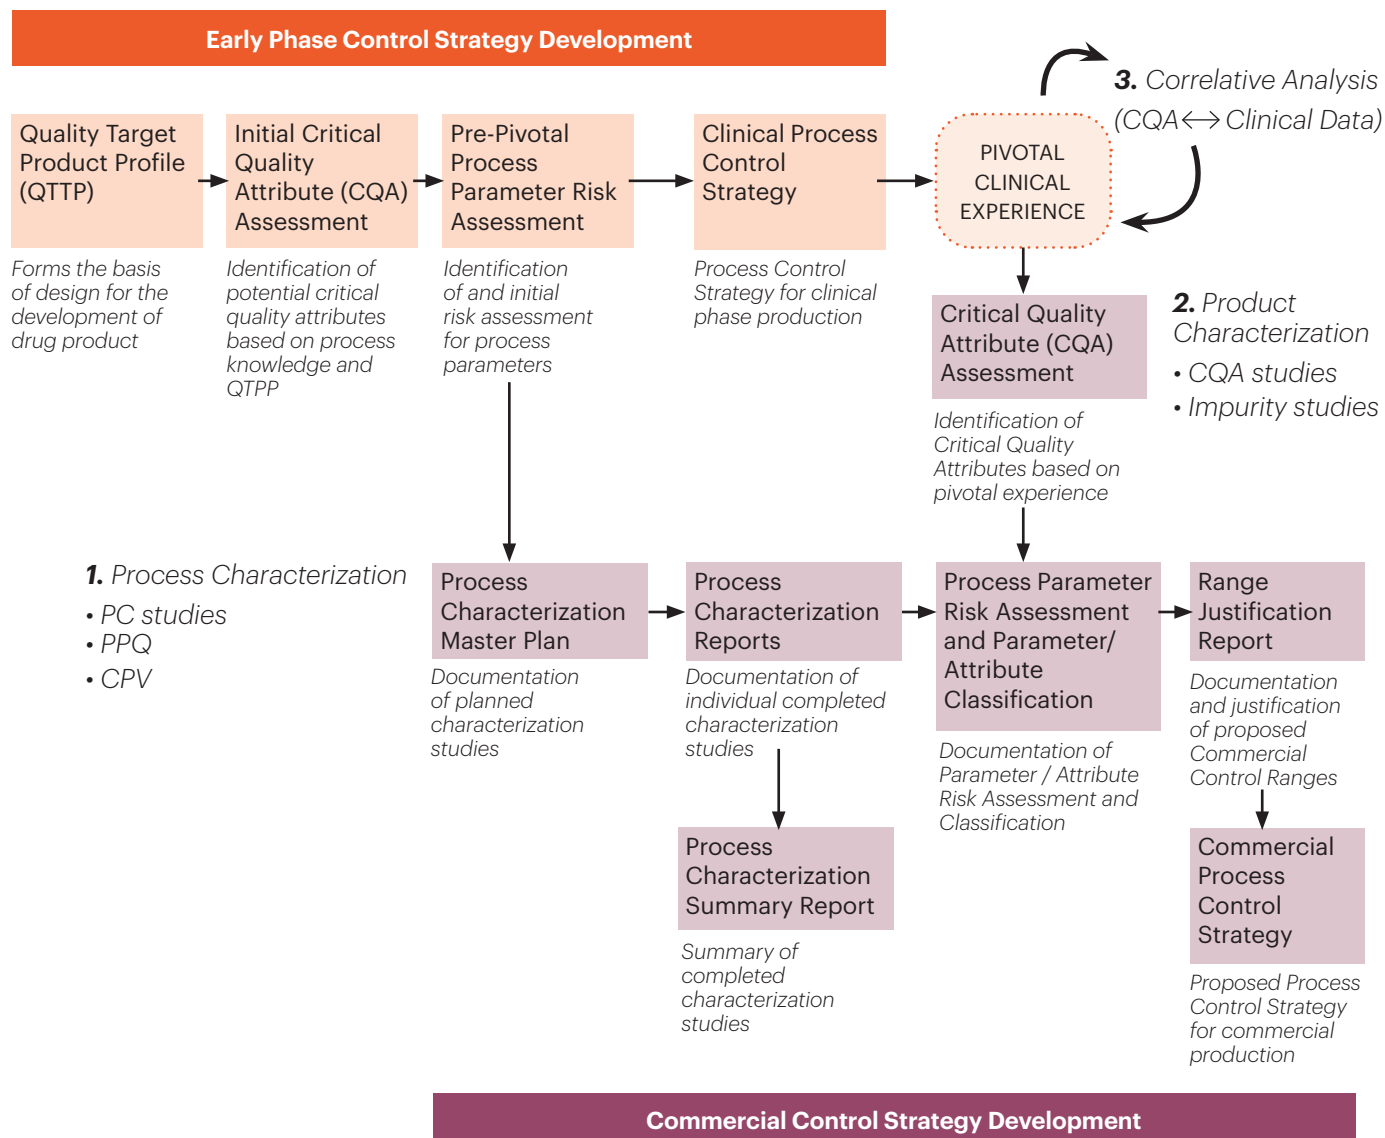 Early Phase Control Strategy Development
Quality Target
Product Profile
(QTTP)
Forms the basis
of design for the
development of
drug product
Initial Critical
Quality
Attribute (CQA)
Assessment
Identification of
potential critical
quality attributes
based on process
knowledge and
QTPP
Pre-Pivotal
Process
Parameter Risk
Assessment
Identification
of and initial
risk assessment
for process
parameters
Clinical Process
Control
Strategy
Process Control
Strategy for clinical
phase production
PIVOTAL
CLINICAL
EXPERIENCE
3. Correlative Analysis
(CQA⟷Clinical Data)
Critical Quality
Attribute (CQA)
Assessment
Identification of
Critical Quality
Attributes based on
pivotal experience
2. Product
Characterization
• CQA studies
• Impurity studies
1. Process Characterization
• PC studies
• PPQ
• CPV
Process
Characterization
Master Plan
Documentation
of planned
characterization
studies
Process
Characterization
Reports
Documentation of
individual completed
characterization
studies
Process Parameter
Risk Assessment
and Parameter/
Attribute
Classification
Documentation of
Parameter / Attribute
Risk Assessment and
Classification
Range
Justification
Report
Documentation
and justification
of proposed
Commercial
Control Ranges
Process
Characterization
Summary Report
Summary of
completed
characterization
studies
Commercial
Process
Control
Strategy
Proposed Process
Control Strategy
for commercial
production
Commercial Control Strategy Development